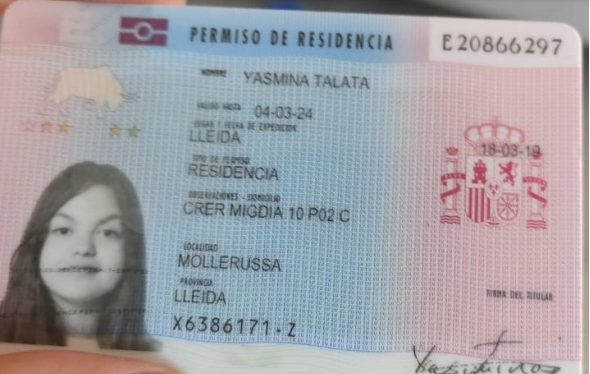 PERMISO DE RESIDENCIA
E20866297
NOMBRE YASMINA TALATA
VALIDO HASTA 04-03-24
LUGAR Y FECHA DE EXPEDICION
LLEIDA 18-03-19
TIPO DE PERMISO
RESIDENCIA
OBSERVACIONES - DOMICILIO
CRER MIGDIA 10 P02 C
LOCALIDAD
MOLLERUSSA
PROVINCIA
LLEIDA
FIRMA DEL TITULAR
X6386171-Z